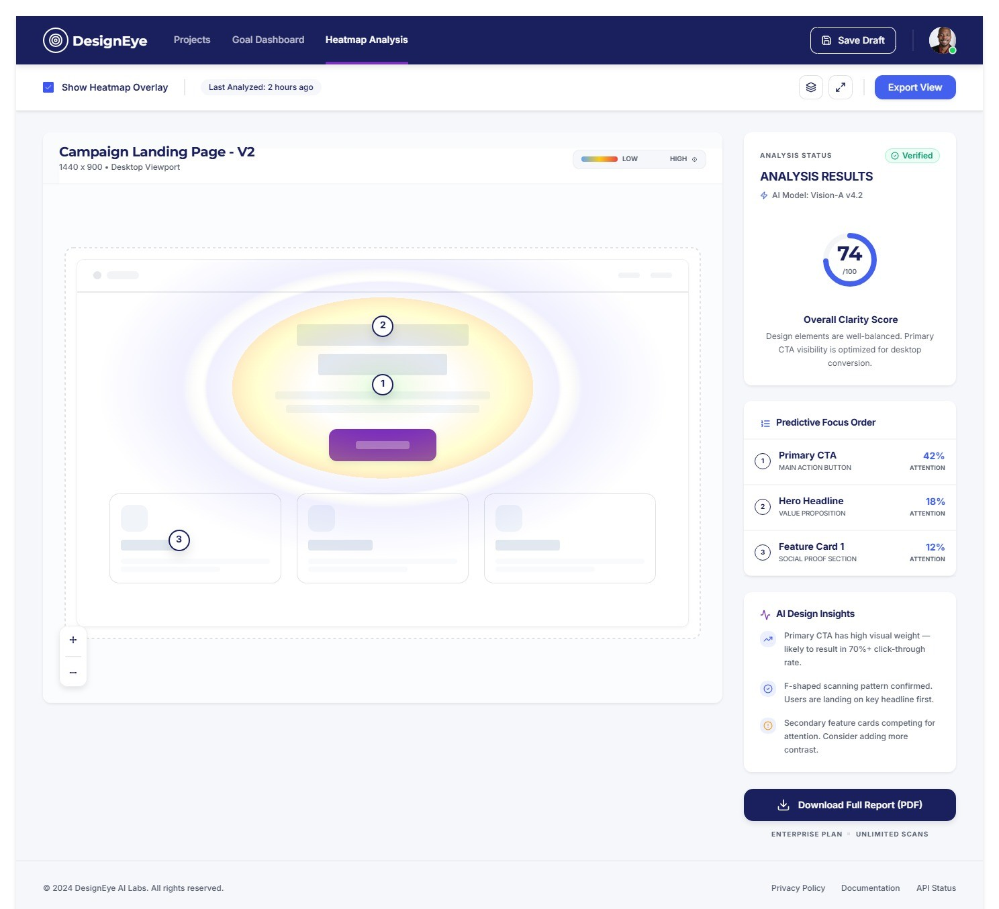 DesignEye
Projects
Goal Dashboard
Heatmap Analysis
Save Draft
Show Heatmap Overlay
Last Analyzed: 2 hours ago
Export View
Campaign Landing Page - V2
1440 x 900 • Desktop Viewport
LOW
HIGH
2
1
3
+
−
ANALYSIS STATUS
Verified
ANALYSIS RESULTS
AI Model: Vision-A v4.2
74
/100
Overall Clarity Score
Design elements are well-balanced. Primary
CTA visibility is optimized for desktop
conversion.
Predictive Focus Order
1
Primary CTA
42%
MAIN ACTION BUTTON
ATTENTION
2
Hero Headline
18%
VALUE PROPOSITION
ATTENTION
3
Feature Card 1
12%
SOCIAL PROOF SECTION
ATTENTION
AI Design Insights
Primary CTA has high visual weight —
likely to result in 70%+ click-through
rate.
F-shaped scanning pattern confirmed.
Users are landing on key headline first.
Secondary feature cards competing for
attention. Consider adding more
contrast.
Download Full Report (PDF)
ENTERPRISE PLAN • UNLIMITED SCANS
© 2024 DesignEye AI Labs. All rights reserved.
Privacy Policy
Documentation
API Status